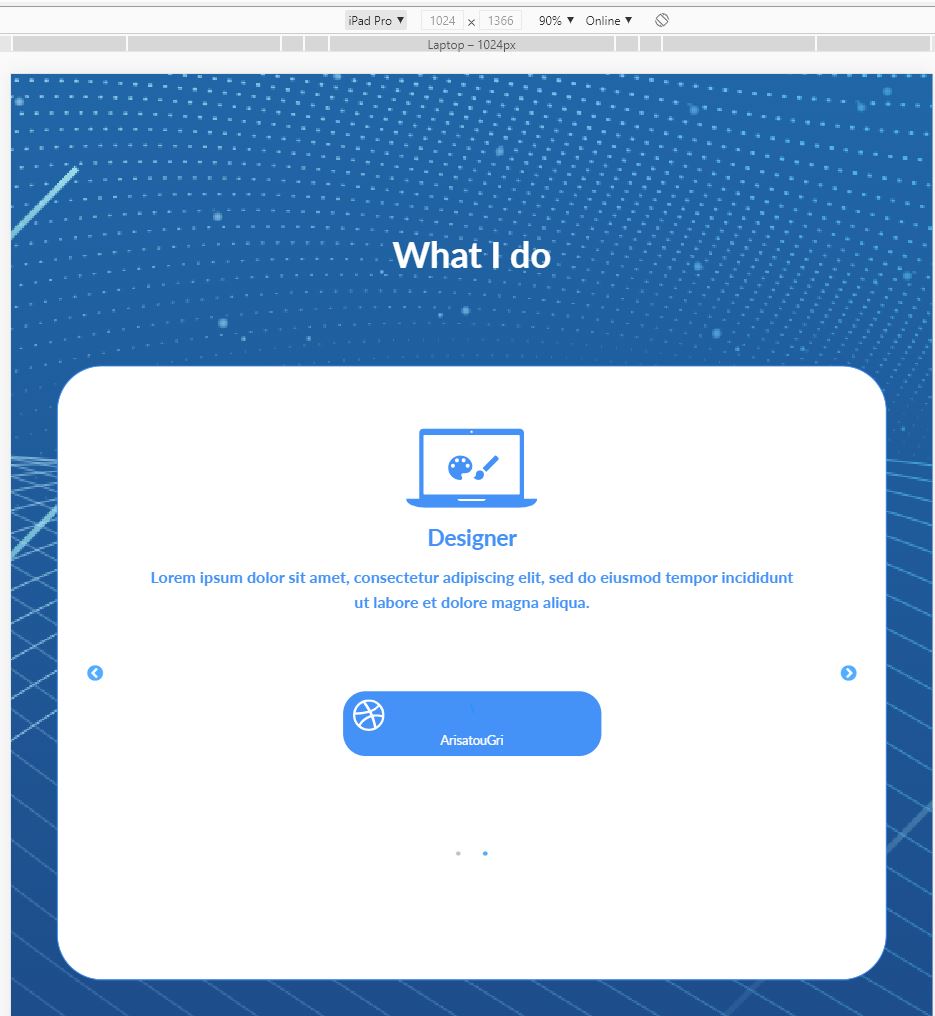 iPad Pro ▼ 1024 × 1366 90% ▼ Online ▼
Laptop – 1024px
What I do
Designer
Lorem ipsum dolor sit amet, consectetur adipiscing elit, sed do eiusmod tempor incididunt
ut labore et dolore magna aliqua.
\
ArisatouGri